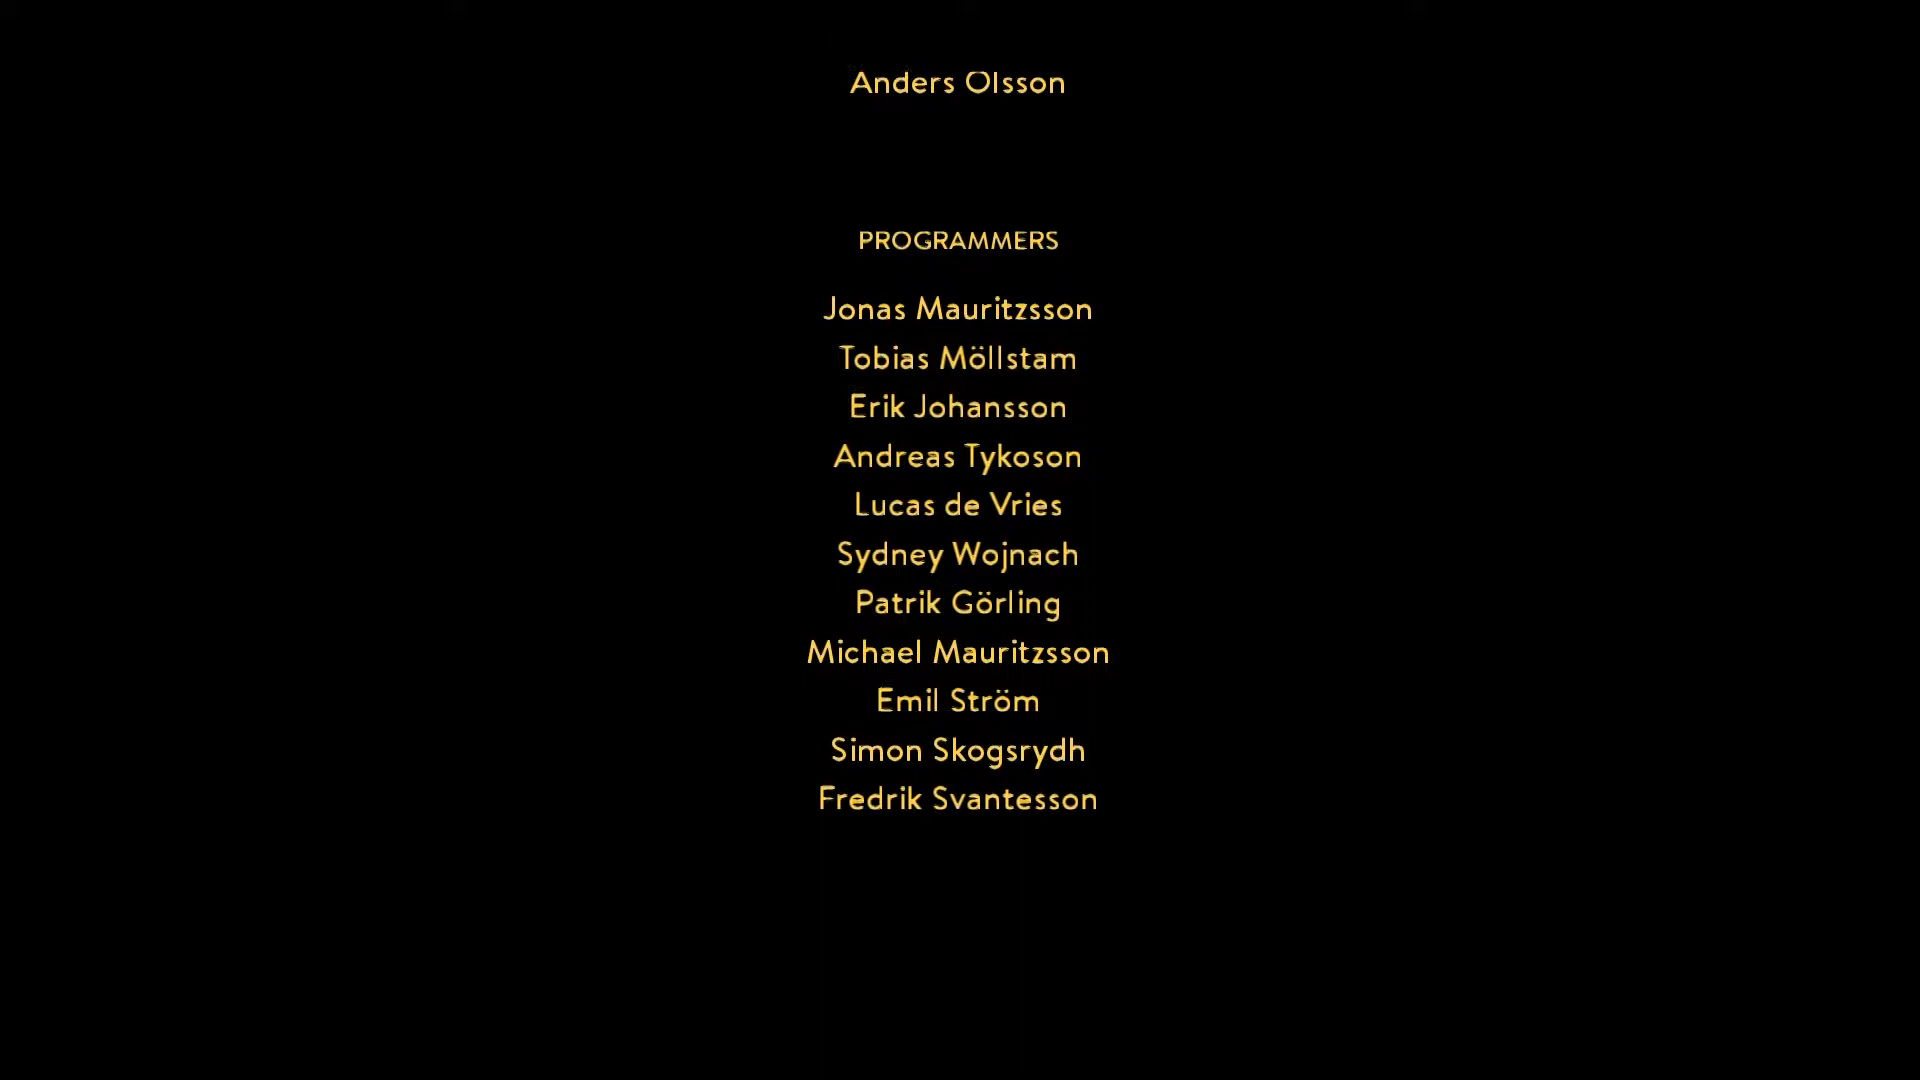 Anders Olsson
PROGRAMMERS
Jonas Mauritzsson
Tobias Möllstam
Erik Johansson
Andreas Tykoson
Lucas de Vries
Sydney Wojnach
Patrik Görling
Michael Mauritzsson
Emil Ström
Simon Skogsrydh
Fredrik Svantesson